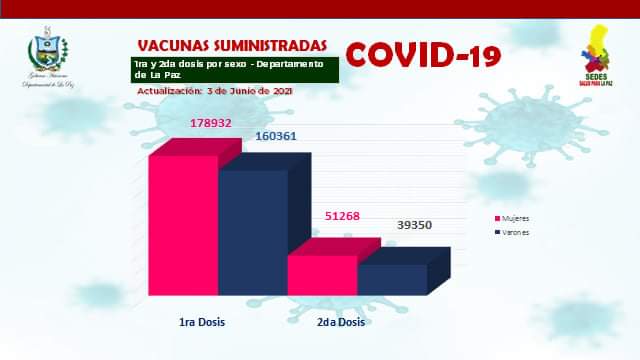 VACUNAS SUMINISTRADAS
1ra y 2da dosis por sexo - Departamento
de La Paz
Actualización: 3 de Junio de 2021
COVID-19
Gobierno Autónomo
Departamental de La Paz
SEDES
SALUD PARA LA PAZ
178932
160361
51268
39350
Mujeres
Varones
1ra Dosis
2da Dosis